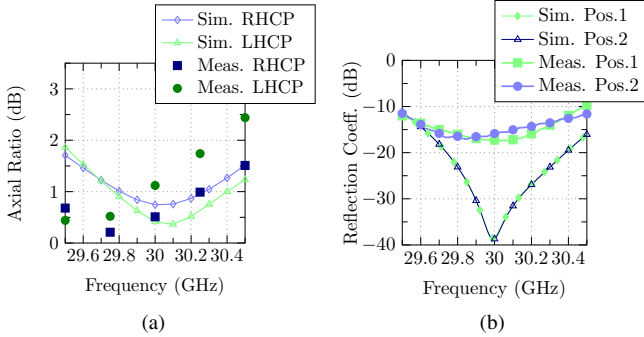 Sim. RHCP
Sim. LHCP
Meas. RHCP
Meas. LHCP
3
2
1
0
29.6 29.8 30 30.2 30.4
Axial Ratio (dB)
Frequency (GHz)
(a)
Sim. Pos.1
Sim. Pos.2
Meas. Pos.1
Meas. Pos.2
0
−10
−20
−30
−40
29.6 29.8 30 30.2 30.4
Reflection Coeff. (dB)
Frequency (GHz)
(b)